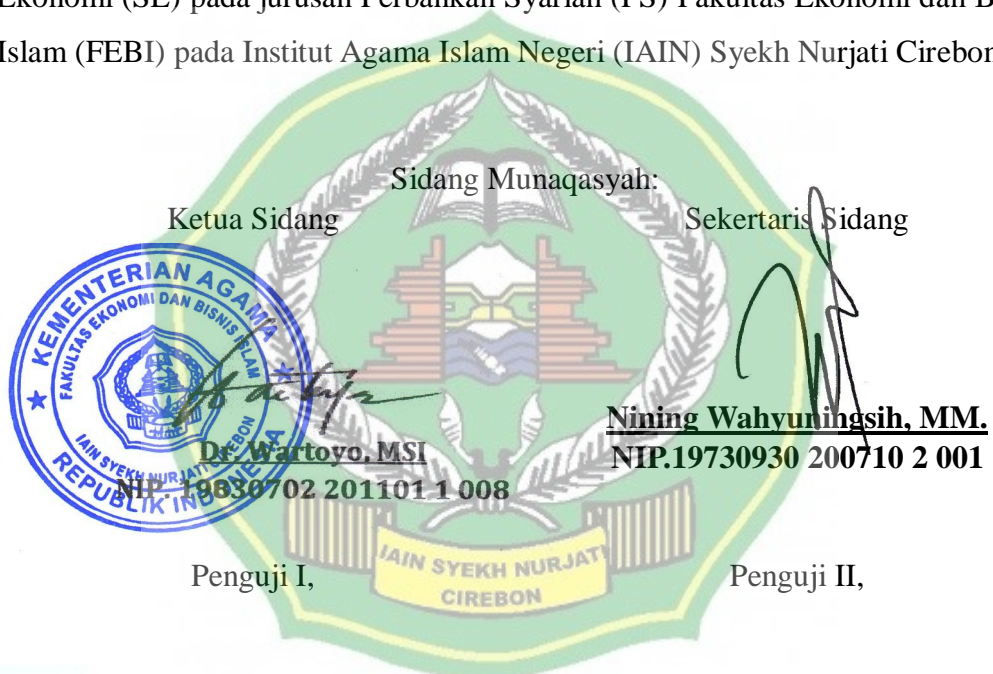 Ekonomi (SE) pada jurusan Perbankan Syariah (PS) Fakultas Ekonomi dan B
Islam (FEBI) pada Institut Agama Islam Negeri (IAIN) Syekh Nurjati Cirebon
Sidang Munaqasyah:
Ketua Sidang
Sekertaris Sidang
KEMENTERIAN AGAMA
FAKULTAS EKONOMI DAN BISNIS ISLAM
IAIN SYEKH NURJATI CIREBON
REPUBLIK INDONESIA
Dr. Wartoyo, MSI
NIP. 19830702 201101 1 008
Nining Wahyuningsih, MM.
NIP.19730930 200710 2 001
Penguji I,
Penguji II,
IAIN SYEKH NURJATI
CIREBON